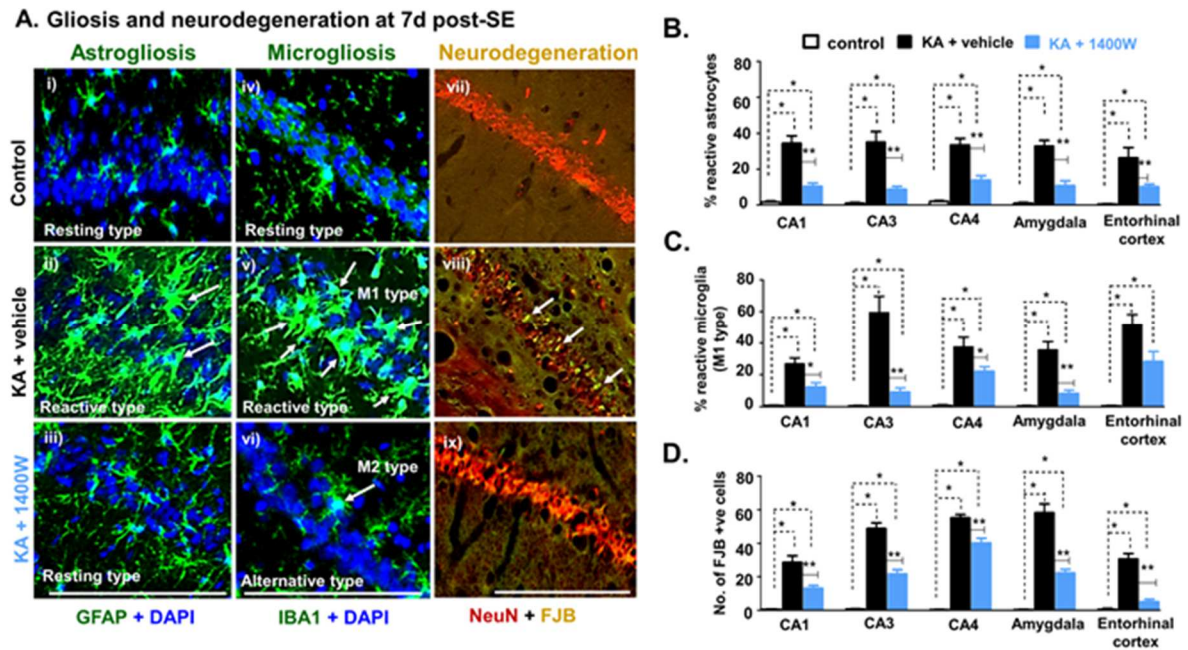 A. Gliosis and neurodegeneration at 7d post-SE
Astrogliosis Microgliosis Neurodegeneration
Control
i) iv) vii)
Resting type Resting type
KA + vehicle
ii) v) viii)
M1 type
Reactive type Reactive type
KA + 1400W
iii) vi) ix)
M2 type
Resting type Alternative type
GFAP + DAPI IBA1 + DAPI NeuN + FJB
B.
control KA + vehicle KA + 1400W
% reactive astrocytes
80
60
40
20
0
* * ** * * ** * * ** * * ** * * **
CA1 CA3 CA4 Amygdala Entorhinal
cortex
C.
% reactive microglia
(M1 type)
80
60
40
20
0
* * * * * ** * * * * * ** * *
CA1 CA3 CA4 Amygdala Entorhinal
cortex
D.
No. of FJB +ve cells
80
60
40
20
0
* * ** * * ** * * ** * * ** * * **
CA1 CA3 CA4 Amygdala Entorhinal
cortex